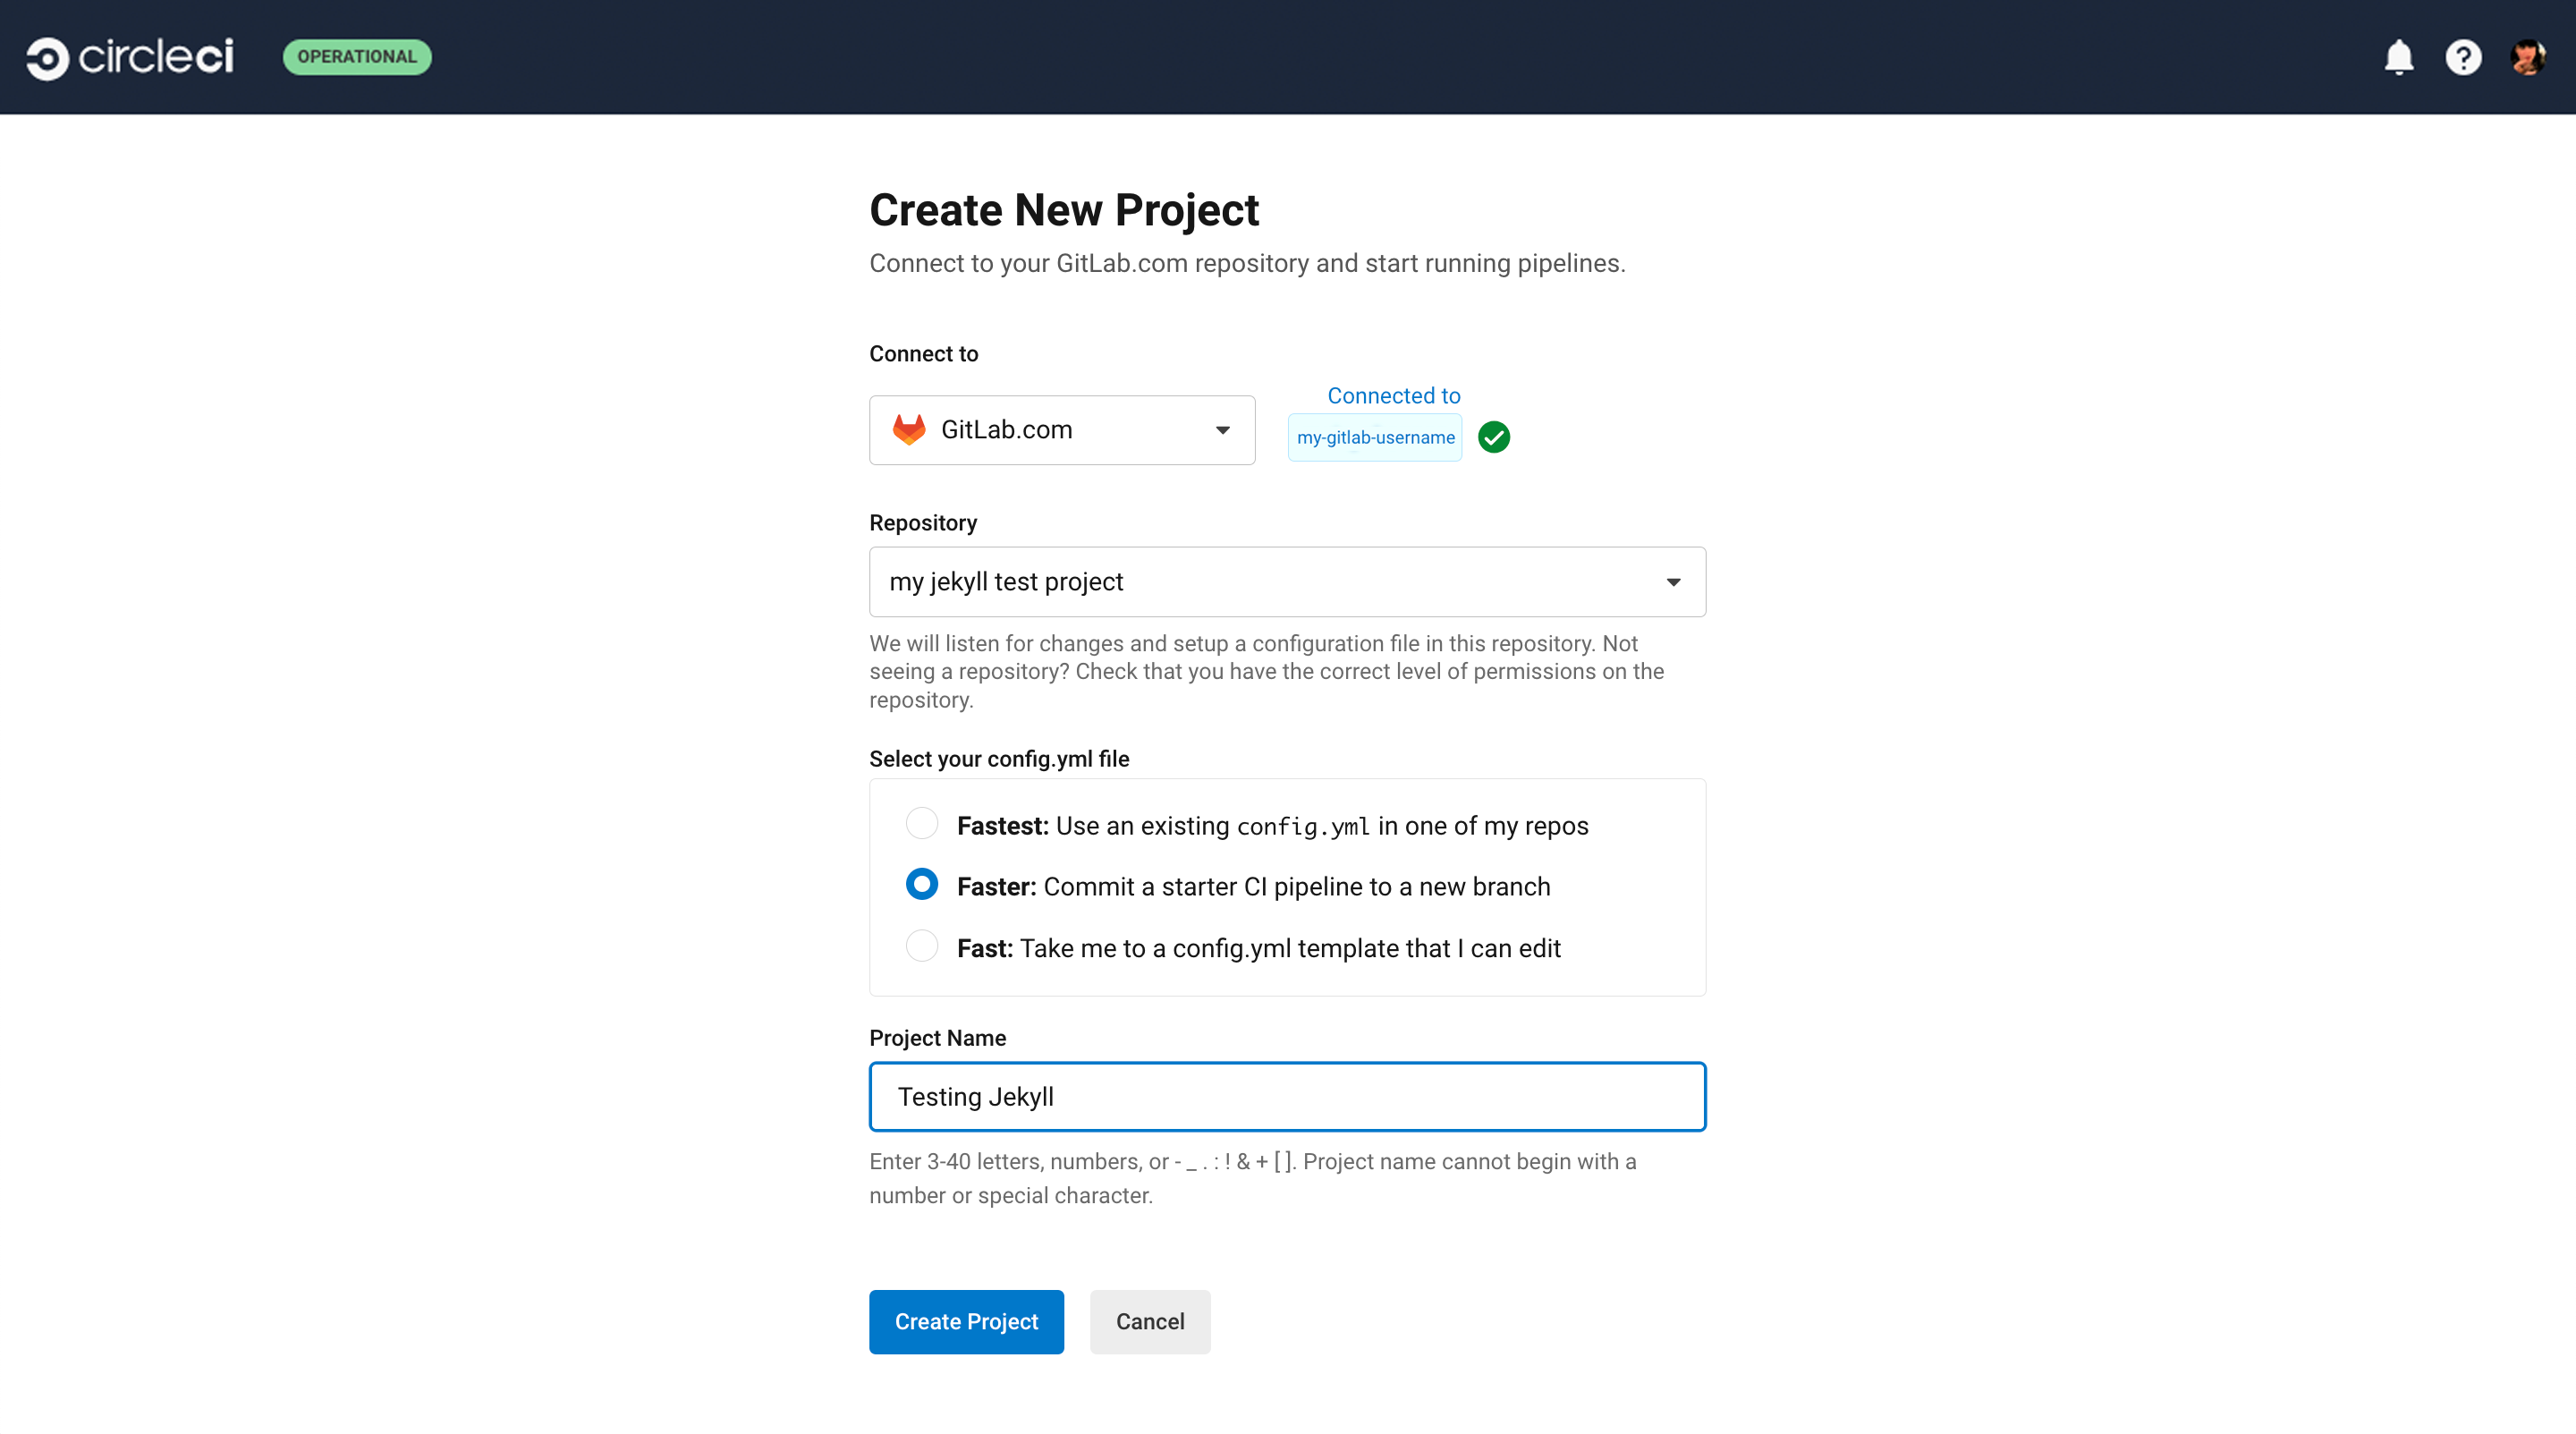 circleci OPERATIONAL
Create New Project
Connect to your GitLab.com repository and start running pipelines.
Connect to
Connected to
GitLab.com my-gitlab-username
Repository
my jekyll test project
We will listen for changes and setup a configuration file in this repository. Not
seeing a repository? Check that you have the correct level of permissions on the
repository.
Select your config.yml file
Fastest: Use an existing config.yml in one of my repos
Faster: Commit a starter CI pipeline to a new branch
Fast: Take me to a config.yml template that I can edit
Project Name
Testing Jekyll
Enter 3-40 letters, numbers, or - _ . : ! & + [ ]. Project name cannot begin with a
number or special character.
Create Project Cancel